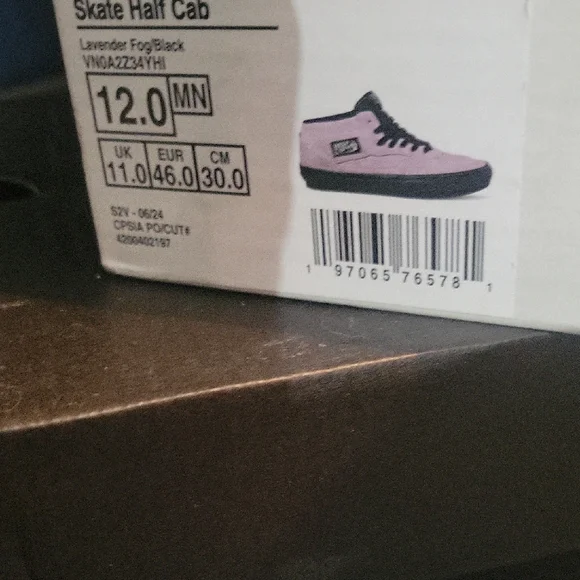 Skate Half Cab
Lavender Fog/Black
VN0A2Z34YHI
12.0 MN
UK EUR CM
11.0 46.0 30.0
S2V - 06/24
CPSIA PO/CUT#
4200402197
1 97065 76578 1